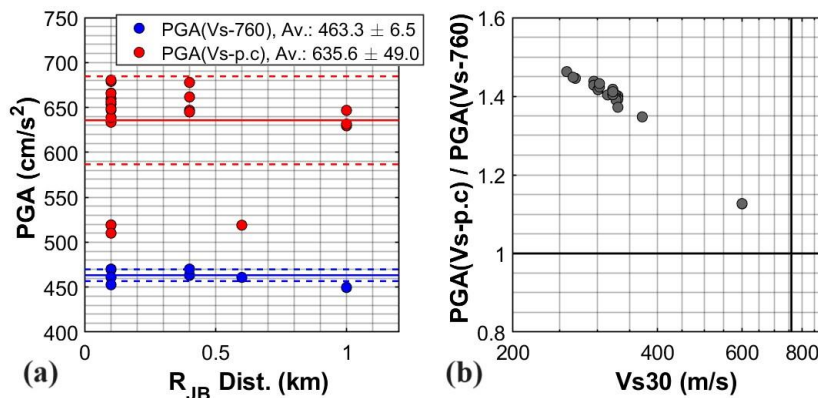 PGA(Vs-760), Av.: 463.3 ± 6.5
PGA(Vs-p.c), Av.: 635.6 ± 49.0
750
700
650
600
550
500
450
400
PGA (cm/s²)
0
0.5
1
R_JB Dist. (km)
(a)
1.6
1.4
1.2
1
0.8
PGA(Vs-p.c) / PGA(Vs-760)
200
400
600
800
Vs30 (m/s)
(b)